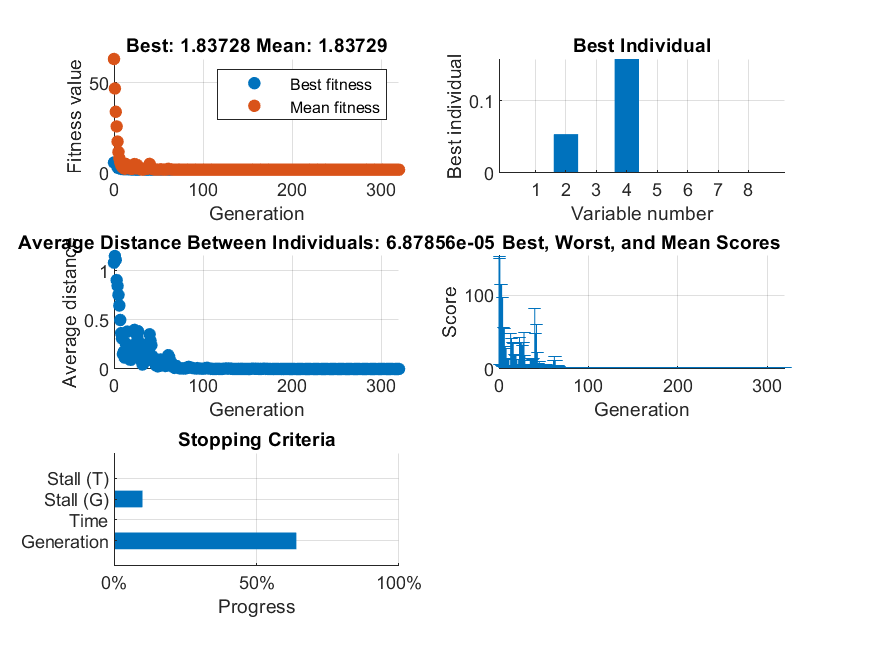 Best: 1.83728 Mean: 1.83729
Fitness value
50
0
Best fitness
Mean fitness
0 100 200 300
Generation
Best Individual
Best individual
0.1
0
1 2 3 4 5 6 7 8
Variable number
Average Distance Between Individuals: 6.87856e-05
Average distance
1
0.5
0
0 100 200 300
Generation
Best, Worst, and Mean Scores
Score
100
0
0 100 200 300
Generation
Stopping Criteria
Stall (T)
Stall (G)
Time
Generation
0% 50% 100%
Progress